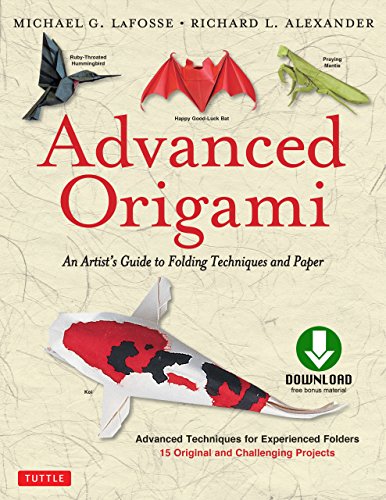 MICHAEL G. LAFOSSE • RICHARD L. ALEXANDER
Ruby-Throated
Hummingbird
Happy Good-Luck Bat
Praying
Mantis
Advanced
Origami
An Artist's Guide to Folding Techniques and Paper
Koi
DOWNLOAD
free bonus material
Advanced Techniques for Experienced Folders
15 Original and Challenging Projects
TUTTLE